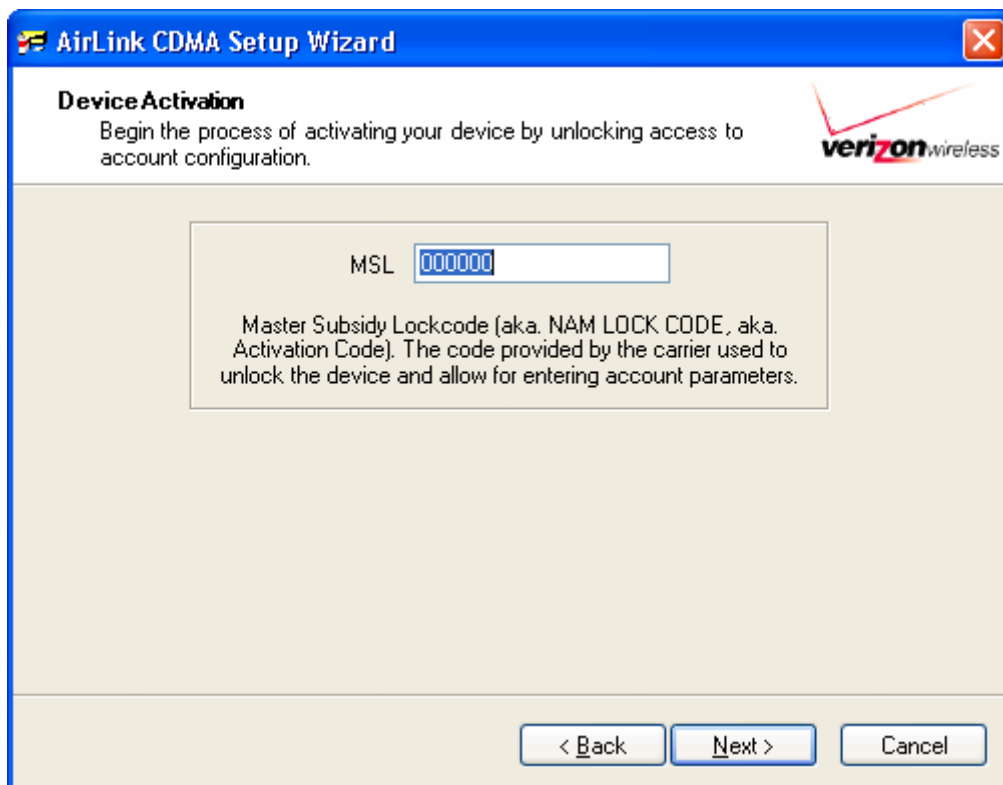 AirLink CDMA Setup Wizard
Device Activation
Begin the process of activating your device by unlocking access to
account configuration.
verizonwireless
MSL 000000
Master Subsidy Lockcode (aka. NAM LOCK CODE, aka.
Activation Code). The code provided by the carrier used to
unlock the device and allow for entering account parameters.
< Back Next > Cancel